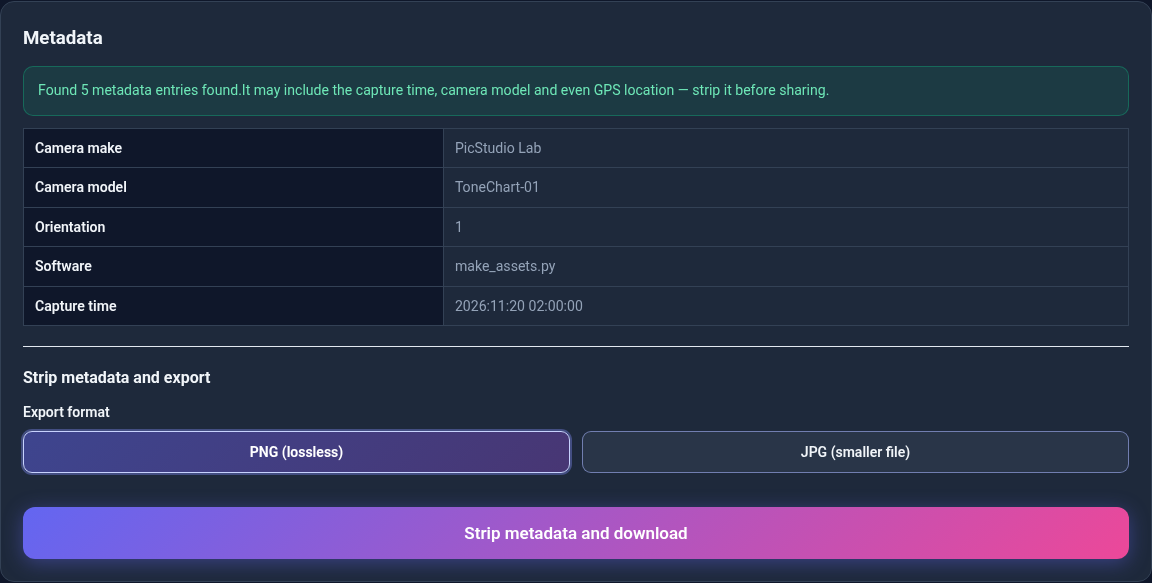 Metadata
Found 5 metadata entries found.It may include the capture time, camera model and even GPS location — strip it before sharing.
Camera make PicStudio Lab
Camera model ToneChart-01
Orientation 1
Software make_assets.py
Capture time 2026:11:20 02:00:00
Strip metadata and export
Export format
PNG (lossless) JPG (smaller file)
Strip metadata and download